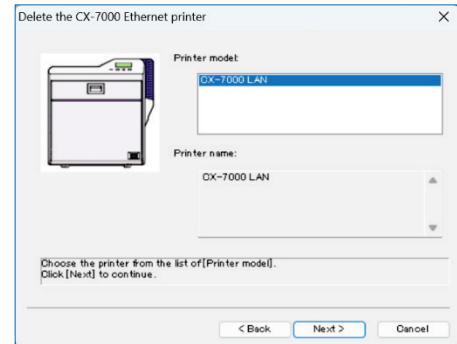 Delete the CX-7000 Ethernet printer
Printer model:
CX-7000 LAN
Printer name:
CX-7000 LAN
Choose the printer from the list of[Printer model].
Click [Next] to continue.
< Back
Next >
Cancel